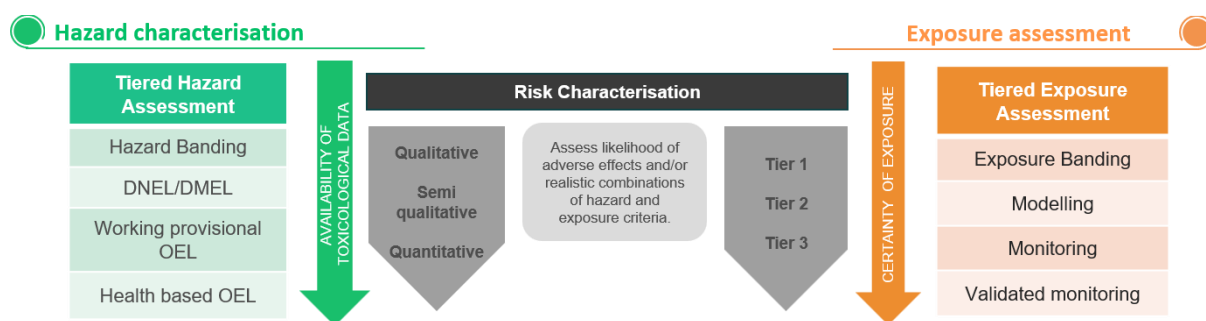 Hazard characterisation
Exposure assessment
Tiered Hazard
Assessment
Hazard Banding
DNEL/DMEL
Working provisional
OEL
Health based OEL
AVAILABILITY OF
TOXICOLOGICAL DATA
Risk Characterisation
Qualitative
Semi
qualitative
Quantitative
Assess likelihood of
adverse effects and/or
realistic combinations
of hazard and
exposure criteria.
Tier 1
Tier 2
Tier 3
CERTAINTY OF EXPOSURE
Tiered Exposure
Assessment
Exposure Banding
Modelling
Monitoring
Validated monitoring